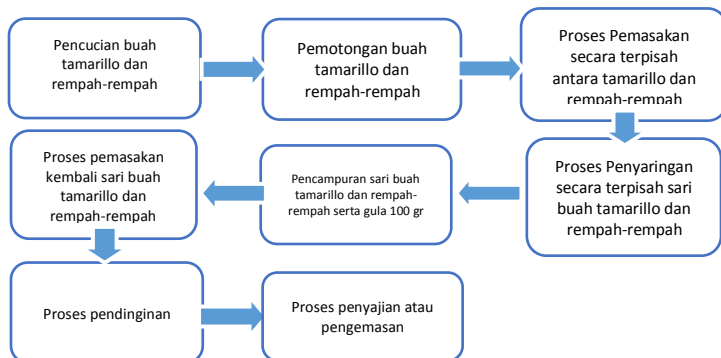 Pencucian buah
tamarillo dan
rempah-rempah
Pemotongan buah
tamarillo dan
rempah-rempah
Proses Pemasakan
secara terpisah
antara tamarillo dan
rempah-rempah
Proses Penyaringan
secara terpisah sari
buah tamarillo dan
rempah-rempah
Pencampuran sari buah
tamarillo dan rempah-
rempah serta gula 100 gr
Proses pemasakan
kembali sari buah
tamarillo dan
rempah-rempah
Proses pendinginan
Proses penyajian atau
pengemasan